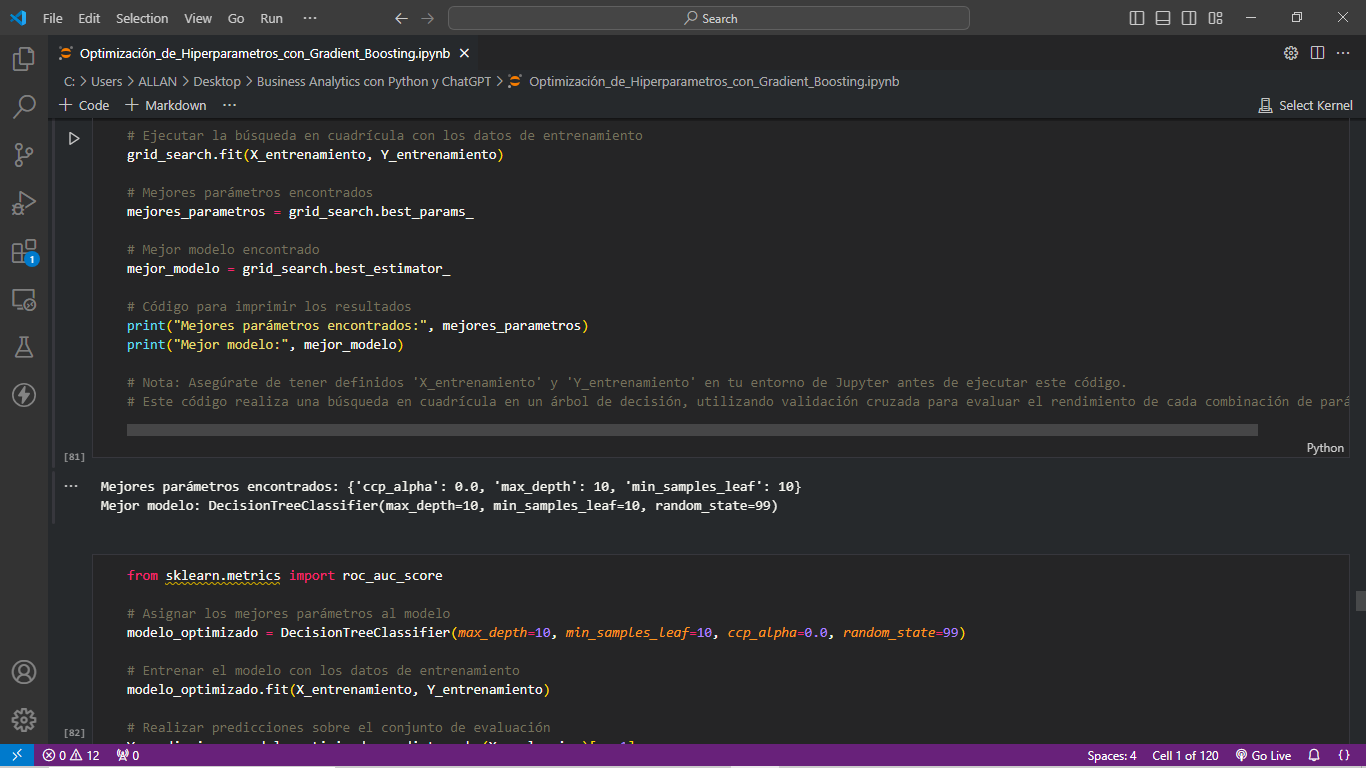 File Edit Selection View Go Run ··· Search
Optimización_de_Hiperparametros_con_Gradient_Boosting.ipynb
C: > Users > ALLAN > Desktop > Business Analytics con Python y ChatGPT > Optimización_de_Hiperparametros_con_Gradient_Boosting.ipynb
+ Code + Markdown ··· Select Kernel
# Ejecutar la búsqueda en cuadrícula con los datos de entrenamiento
grid_search.fit(X_entrenamiento, Y_entrenamiento)
# Mejores parámetros encontrados
mejores_parametros = grid_search.best_params_
# Mejor modelo encontrado
mejor_modelo = grid_search.best_estimator_
# Código para imprimir los resultados
print("Mejores parámetros encontrados:", mejores_parametros)
print("Mejor modelo:", mejor_modelo)
# Nota: Asegúrate de tener definidos 'X_entrenamiento' y 'Y_entrenamiento' en tu entorno de Jupyter antes de ejecutar este código.
# Este código realiza una búsqueda en cuadrícula en un árbol de decisión, utilizando validación cruzada para evaluar el rendimiento de cada combinación de pará
Python
[81]
Mejores parámetros encontrados: {'ccp_alpha': 0.0, 'max_depth': 10, 'min_samples_leaf': 10}
Mejor modelo: DecisionTreeClassifier(max_depth=10, min_samples_leaf=10, random_state=99)
from sklearn.metrics import roc_auc_score
# Asignar los mejores parámetros al modelo
modelo_optimizado = DecisionTreeClassifier(max_depth=10, min_samples_leaf=10, ccp_alpha=0.0, random_state=99)
# Entrenar el modelo con los datos de entrenamiento
modelo_optimizado.fit(X_entrenamiento, Y_entrenamiento)
# Realizar predicciones sobre el conjunto de evaluación
[82]
1
0 12 0 Spaces: 4 Cell 1 of 120 Go Live {}